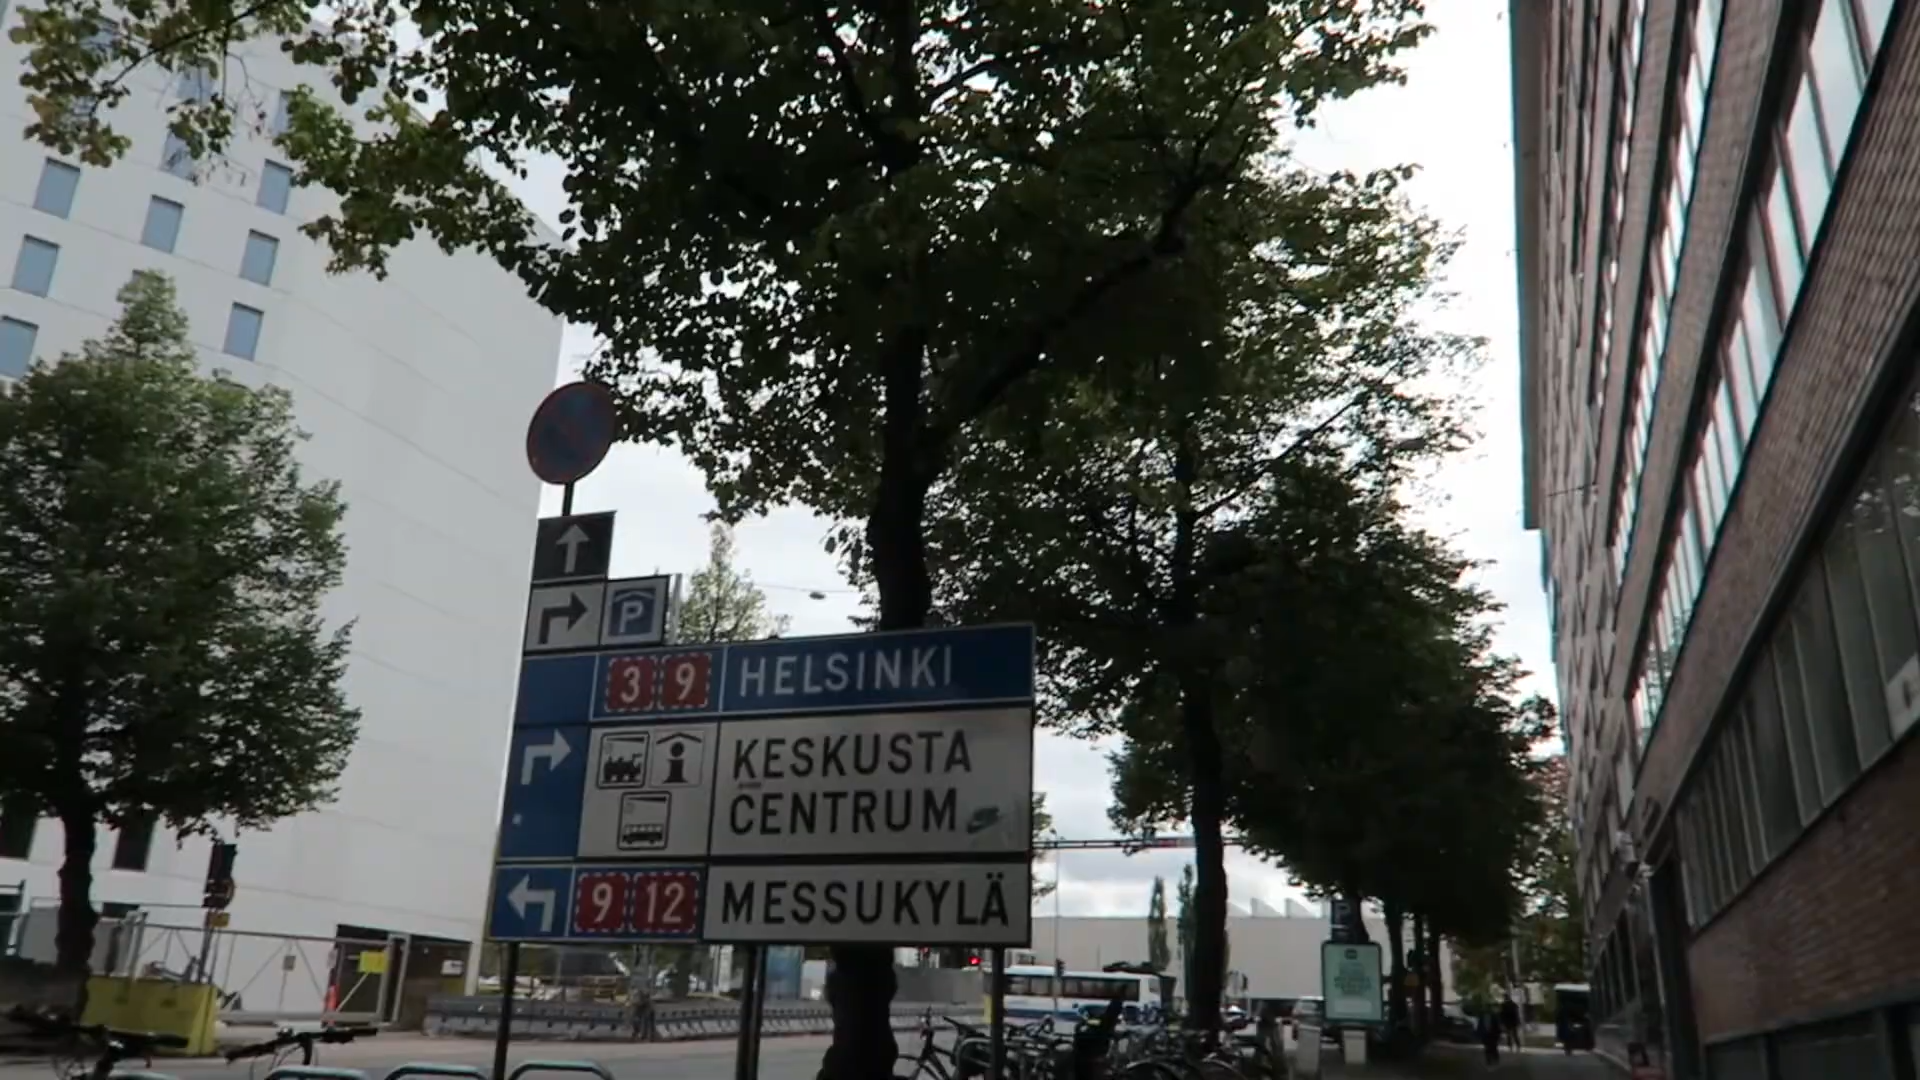 P
3 9 HELSINKI
KESKUSTA
CENTRUM
9 12 MESSUKYLÄ
P